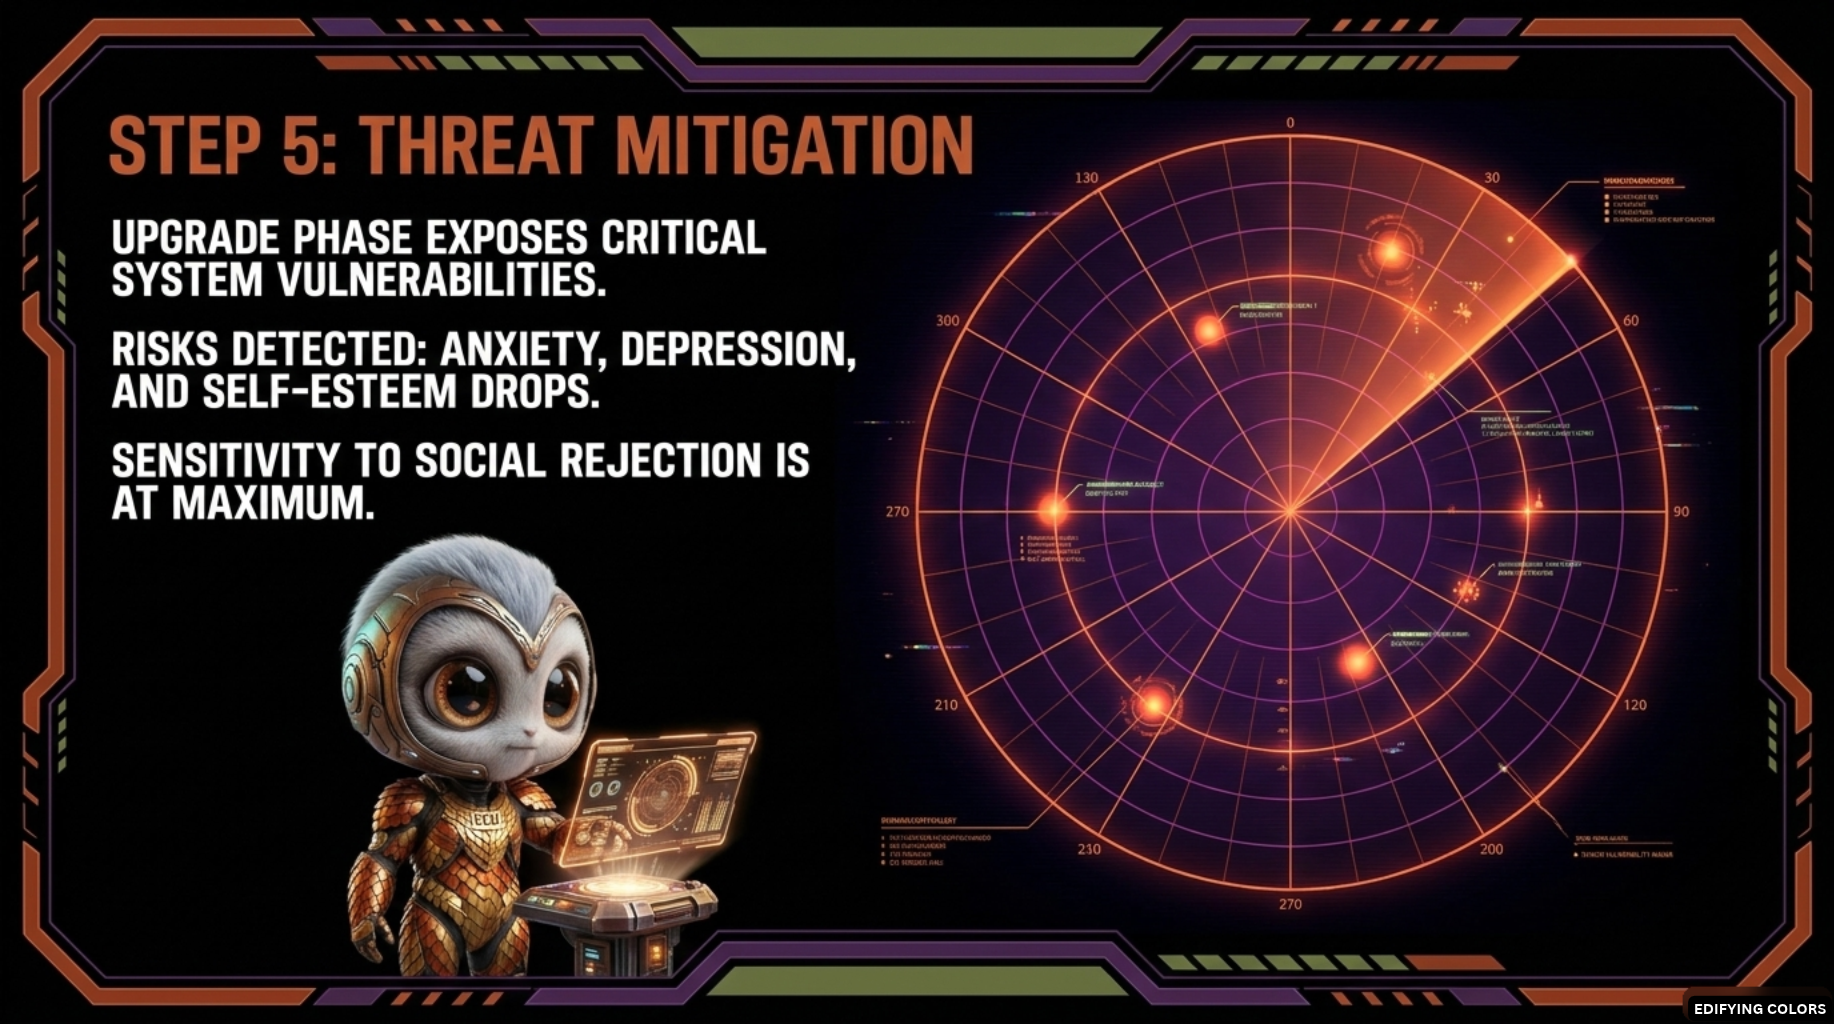 STEP 5: THREAT MITIGATION
UPGRADE PHASE EXPOSES CRITICAL
SYSTEM VULNERABILITIES.
RISKS DETECTED: ANXIETY, DEPRESSION,
AND SELF-ESTEEM DROPS.
SENSITIVITY TO SOCIAL REJECTION IS
AT MAXIMUM.
ECU
0
130
30
300
60
270
90
210
120
230
200
270
EDIFYING COLORS